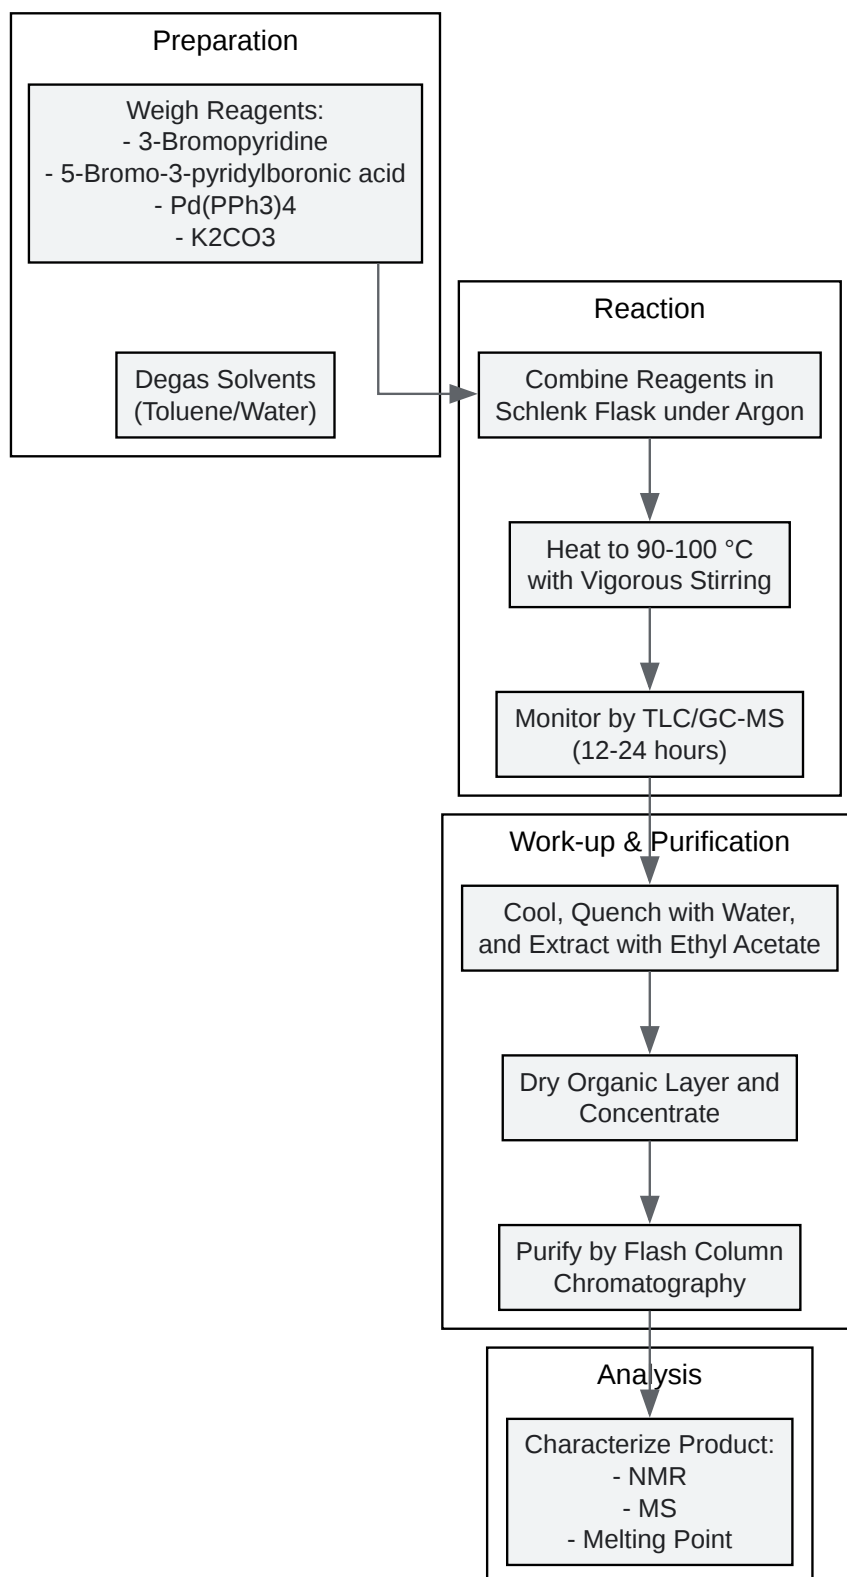 Preparation
Weigh Reagents:
- 3-Bromopyridine
- 5-Bromo-3-pyridylboronic acid
- Pd(PPh3)4
- K2CO3
Degas Solvents
(Toluene/Water)
Reaction
Combine Reagents in
Schlenk Flask under Argon
Heat to 90-100 °C
with Vigorous Stirring
Monitor by TLC/GC-MS
(12-24 hours)
Work-up & Purification
Cool, Quench with Water,
and Extract with Ethyl Acetate
Dry Organic Layer and
Concentrate
Purify by Flash Column
Chromatography
Analysis
Characterize Product:
- NMR
- MS
- Melting Point